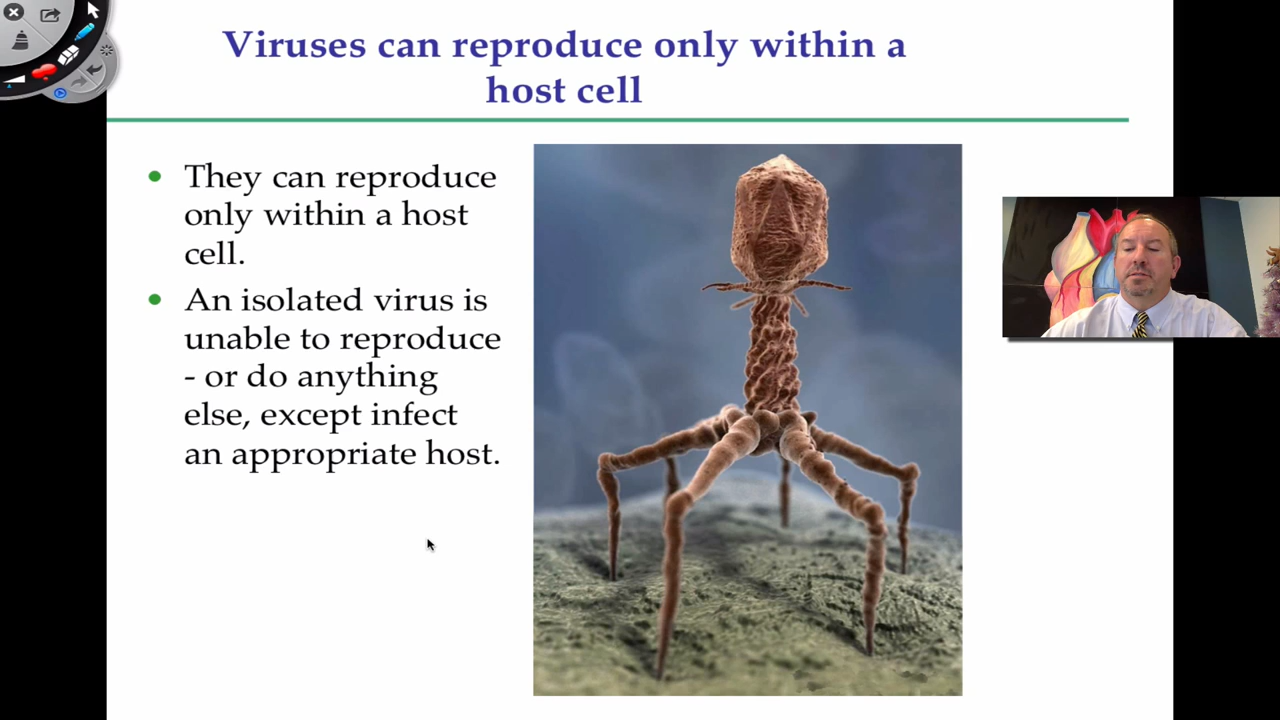 Viruses can reproduce only within a
host cell
They can reproduce
only within a host
cell.
An isolated virus is
unable to reproduce
- or do anything
else, except infect
an appropriate host.